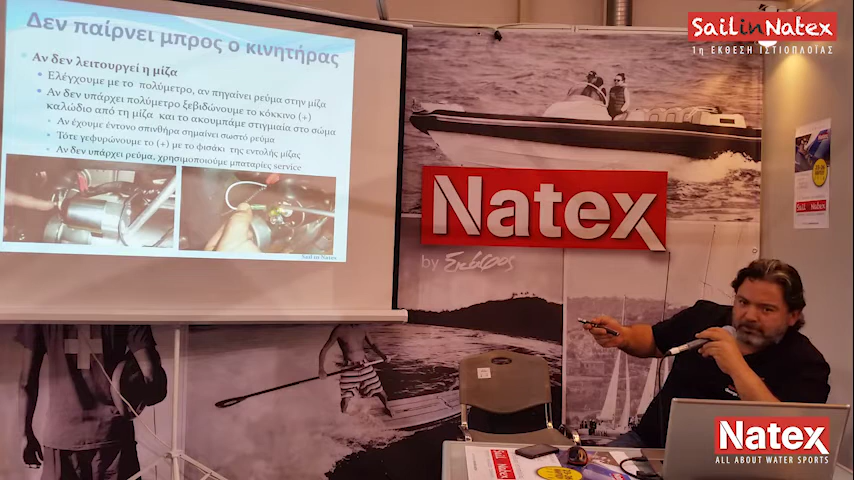 Δεν παίρνει μπρος ο κινητήρας
Αν δεν λειτουργεί η μίζα
Ελέγχουμε με το πολύμετρο, αν πηγαίνει ρεύμα στην μίζα
Αν δεν υπάρχει πολύμετρο ξεβιδώνουμε το κόκκινο (+)
καλώδιο από τη μίζα και το ακουμπάμε στιγμιαία στο σώμα
Αν έχουμε έντονο σπινθήρα σημαίνει σωστό ρεύμα
Τότε γεφυρώνουμε το (+) με το φισάκι της εντολής μίζας
Αν δεν υπάρχει ρεύμα, χρησιμοποιούμε μπαταρίες service
Sail in Natex
SailinNatex
1η ΕΚΘΕΣΗ ΙΣΤΙΟΠΛΟΪΑΣ
Natex
by Σκάφος
Natex
ALL ABOUT WATER SPORTS